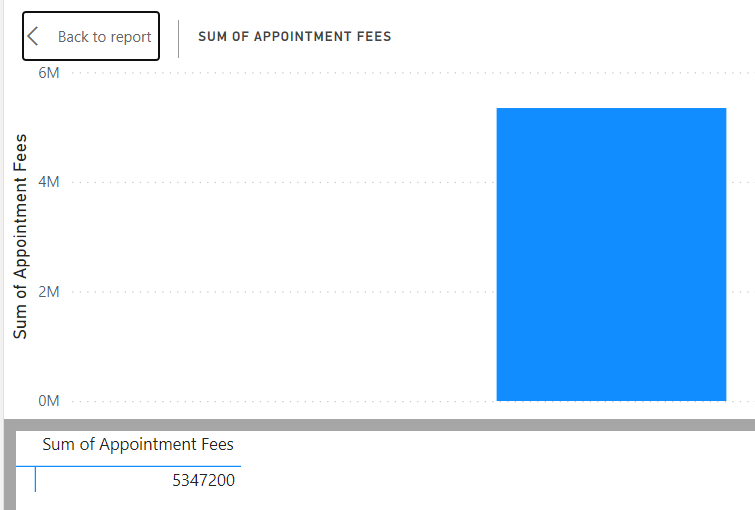 Back to report
SUM OF APPOINTMENT FEES
6M
4M
2M
0M
Sum of Appointment Fees
Sum of Appointment Fees
5347200